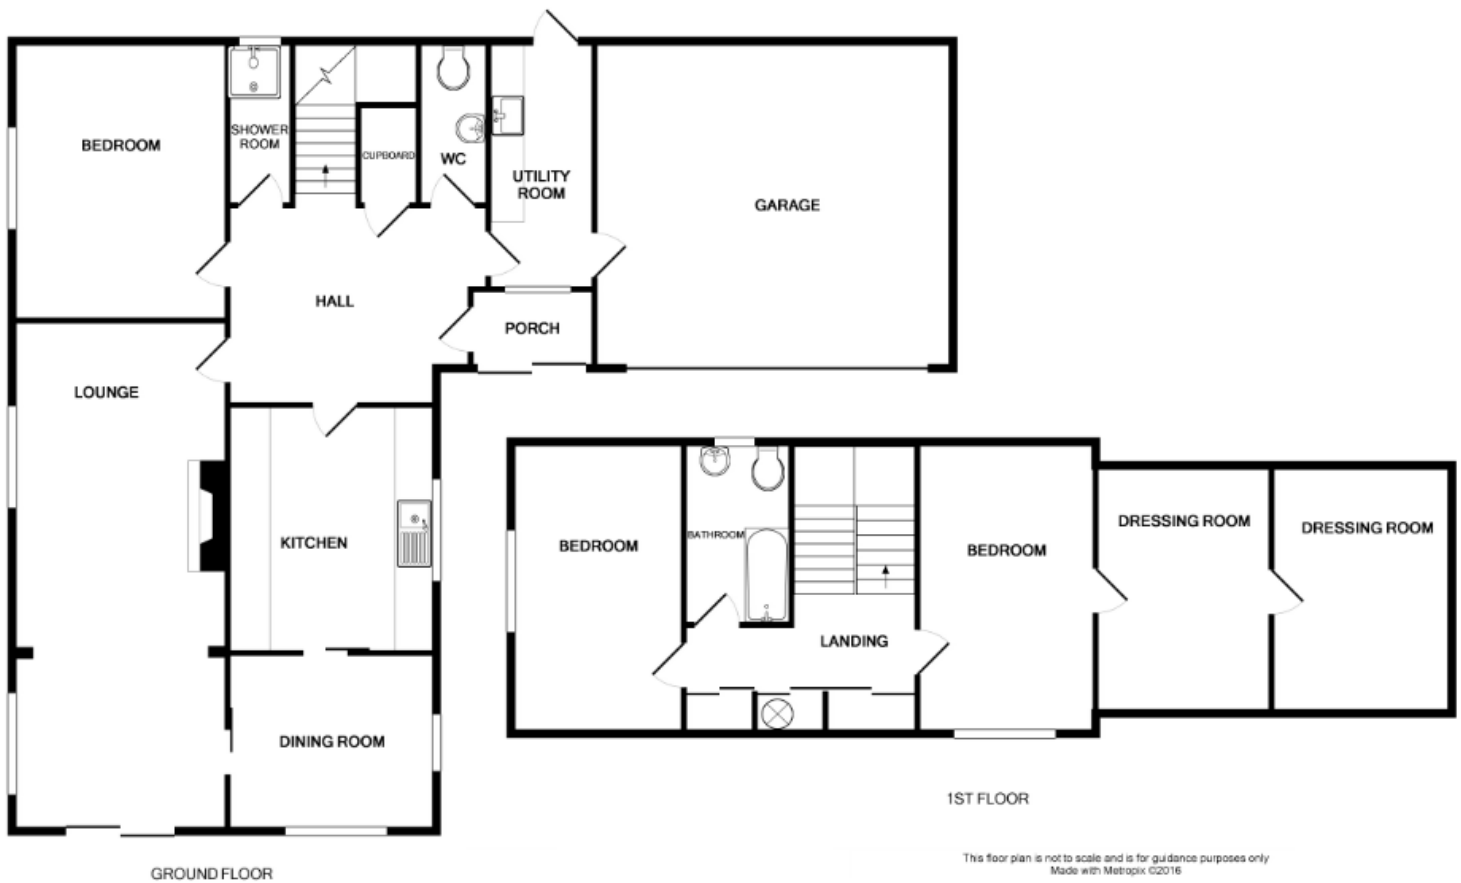 BEDROOM
SHOWER
ROOM
CUPBOARD
WC
UTILITY
ROOM
GARAGE
HALL
PORCH
LOUNGE
KITCHEN
DINING ROOM
GROUND FLOOR
BEDROOM
BATHROOM
LANDING
BEDROOM
DRESSING ROOM
DRESSING ROOM
1ST FLOOR
This floor plan is not to scale and is for guidance purposes only
Made with Metropix ©2016